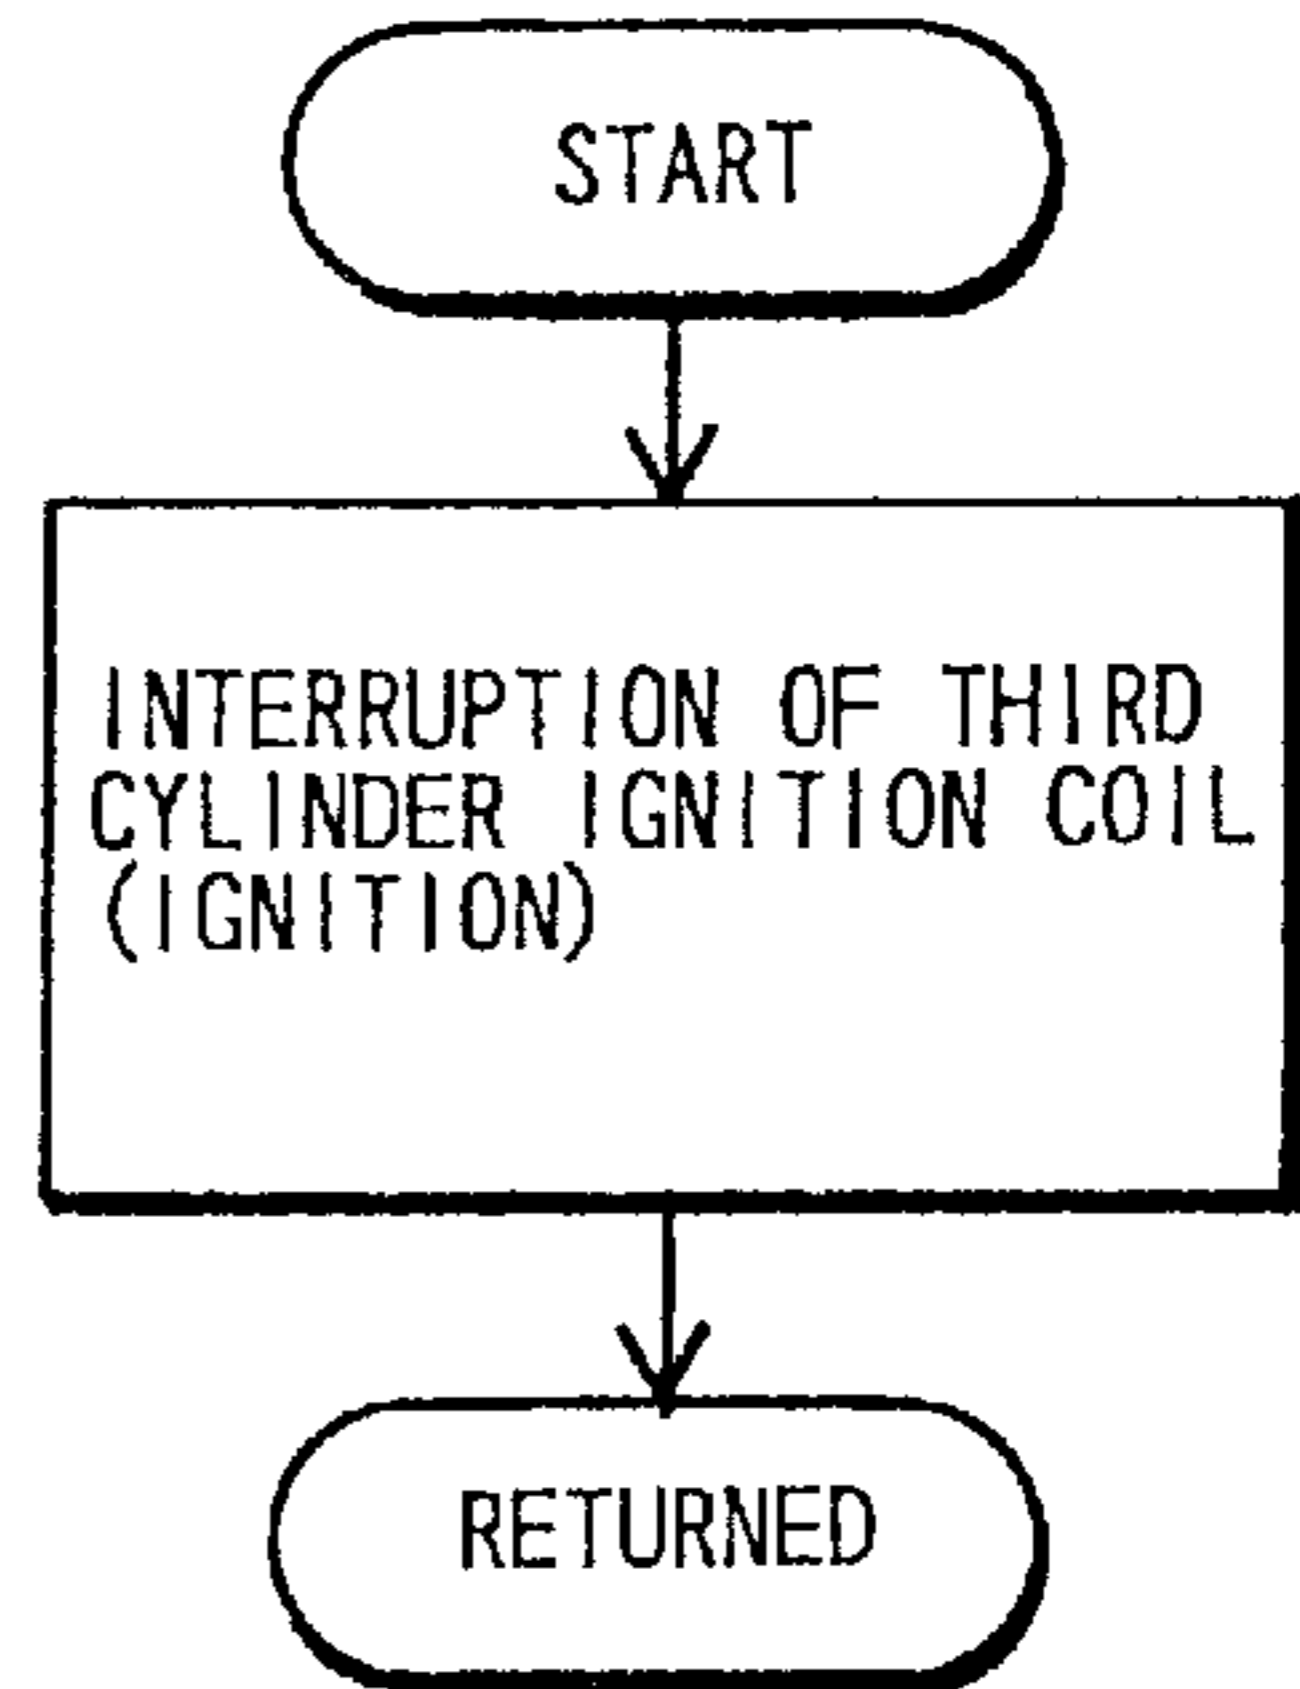 START
INTERRUPTION OF THIRD
CYLINDER IGNITION COIL
(IGNITION)
RETURNED